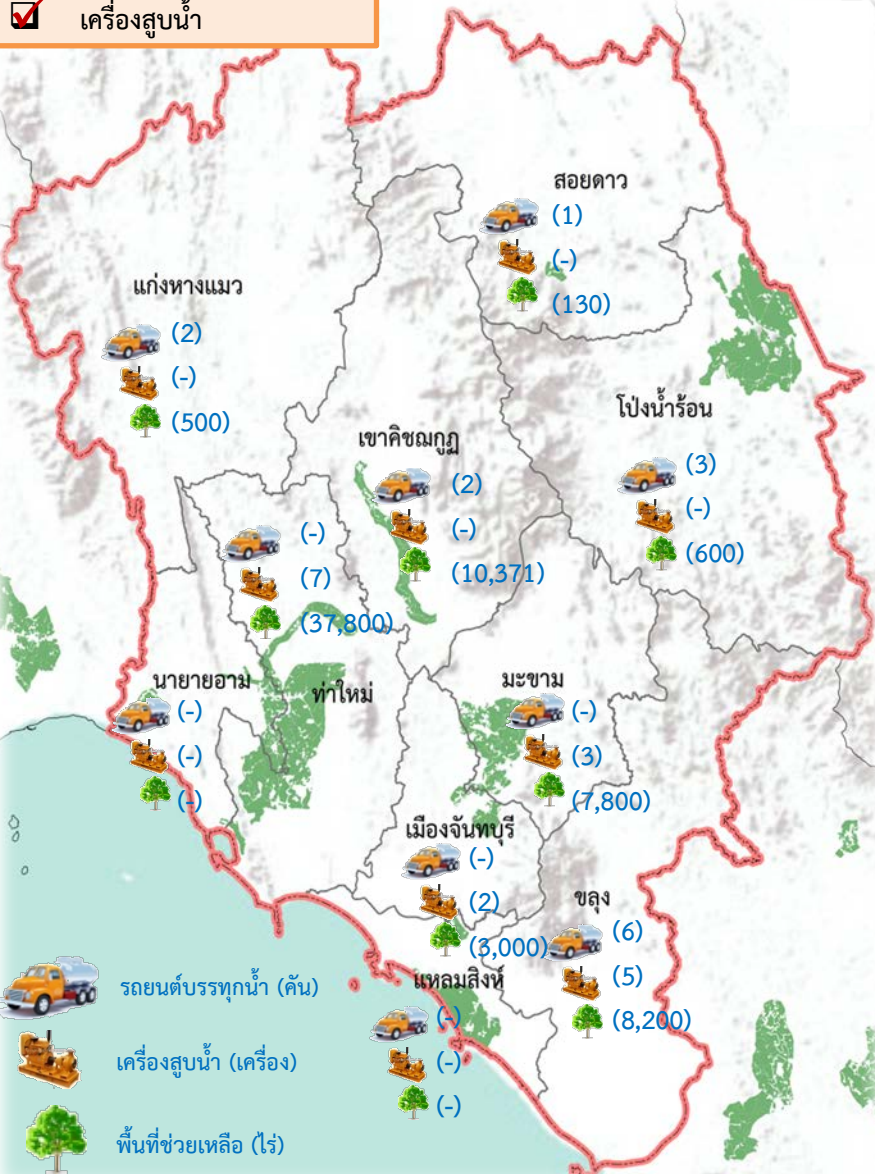 เครื่องสูบน้ำ
สอยดาว
(1)
(-)
(130)
แก่งหางแมว
(2)
(-)
(500)
โป่งน้ำร้อน
(3)
(-)
(600)
เขาคิชฌกูฏ
(2)
(-)
(10,371)
(-)
(7)
(37,800)
ท่าใหม่
นายายอาม
(-)
(-)
(-)
มะขาม
(-)
(3)
(7,800)
เมืองจันทบุรี
(-)
(2)
(3,000)
ขลุง
(6)
(5)
(8,200)
แหลมสิงห์
(-)
(-)
(-)
รถยนต์บรรทุกน้ำ (คัน)
เครื่องสูบน้ำ (เครื่อง)
พื้นที่ช่วยเหลือ (ไร่)